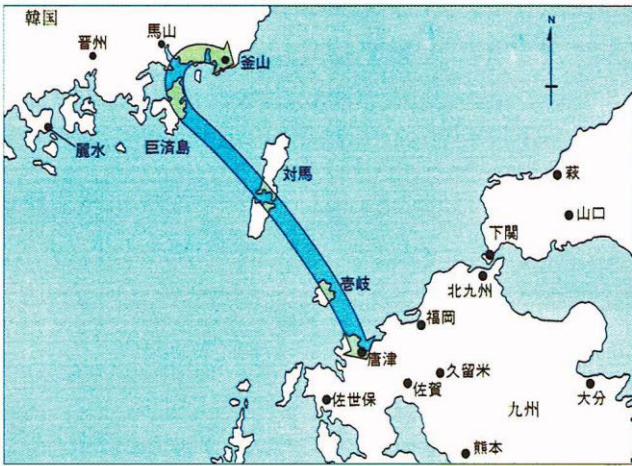 韓国
馬山
晋州
釜山
N
麗水
巨済島
対馬
萩
山口
下関
壱岐
北九州
福岡
唐津
久留米
佐世保
佐賀
九州
大分
熊本